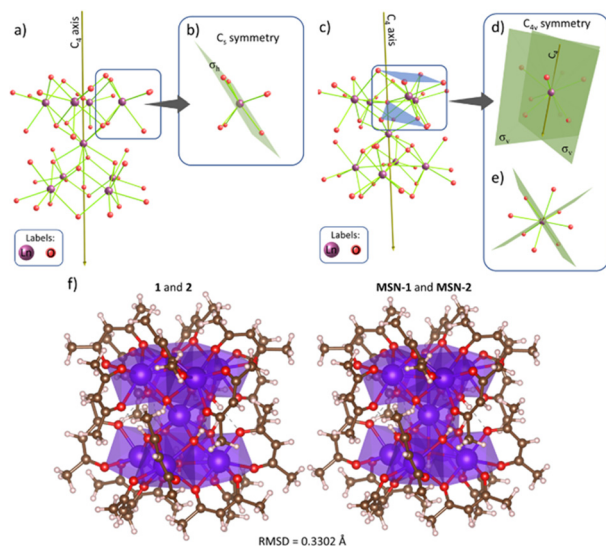 a)
C₄ axis
b)
Cₛ symmetry
σₕ
c)
C₄ axis
d)
C₄ᵥ symmetry
C₄
σᵥ
σᵥ
e)
Labels:
Ln
O
Labels:
Ln
O
f)
1 and 2
MSN-1 and MSN-2
RMSD = 0.3302 Å